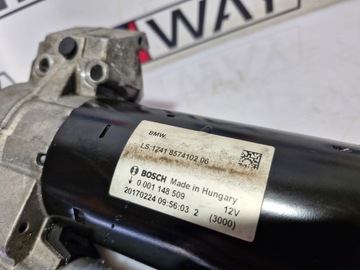 WAY
BMW.
LS:1241 8574102 06
BOSCH Made in Hungary
0 001 148 509
20170224 09:56:03 2 12V
(3000)